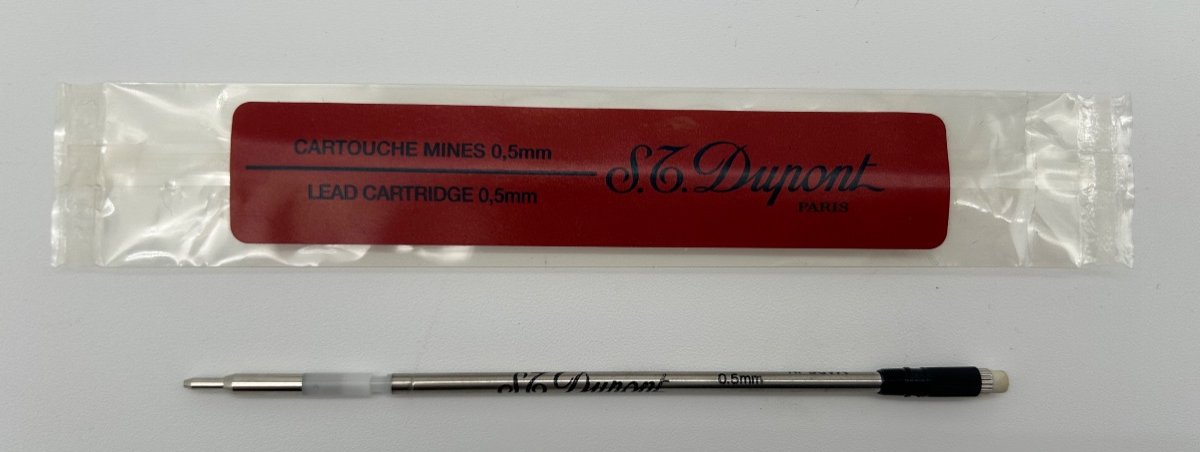 CARTOUCHE MINES 0,5mm
LEAD CARTRIDGE 0,5mm
S.T. Dupont
PARIS
S.T. Dupont
0.5mm